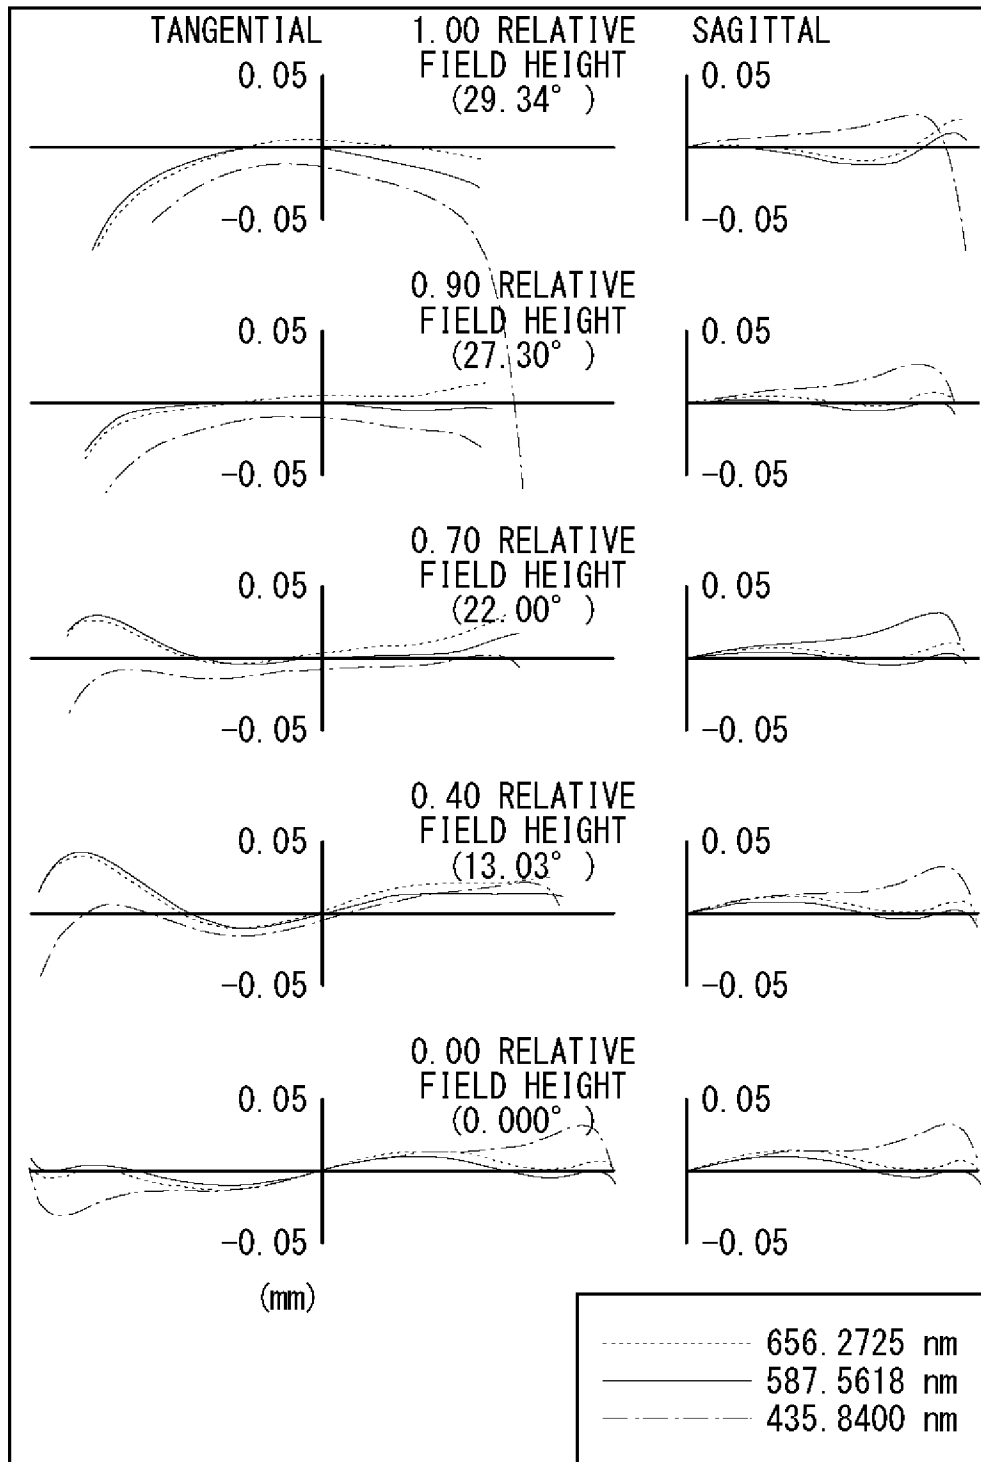 TANGENTIAL 1.00 RELATIVE SAGITTAL
FIELD HEIGHT
0.05 (29.34° ) 0.05
-0.05 -0.05
0.90 RELATIVE
FIELD HEIGHT
0.05 (27.30° ) 0.05
-0.05 -0.05
0.70 RELATIVE
FIELD HEIGHT
0.05 (22.00° ) 0.05
-0.05 -0.05
0.40 RELATIVE
FIELD HEIGHT
0.05 (13.03° ) 0.05
-0.05 -0.05
0.00 RELATIVE
FIELD HEIGHT
0.05 (0.000° ) 0.05
-0.05 -0.05
(mm)
656.2725 nm
587.5618 nm
435.8400 nm